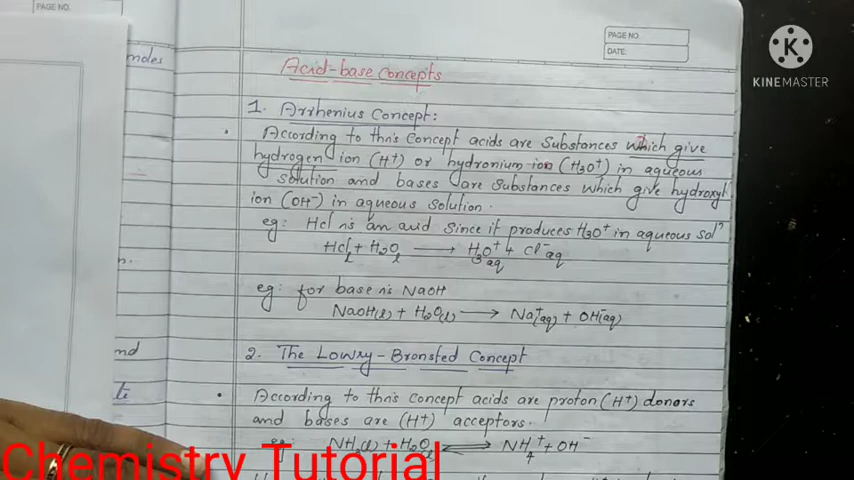 PAGE NO.
PAGE NO.
DATE:
KINEMASTER
moles
Acid-base concepts
1. Arrhenius Concept:
According to this concept acids are substances which give
hydrogen ion (H+) or hydronium ion (H3O+) in aqueous
solution and bases are substances which give hydroxyl
ion (OH-) in aqueous solution.
eg: Hcl is an acid since it produces H3O+ in aqueous solⁿ
Hcl l + H2O l → H3O+ aq + Cl- aq
eg: for base is NaOH
NaOH(l) + H2O(l) → Na+(aq) + OH-(aq)
nd
2. The Lowry-Bronsted Concept
According to this concept acids are proton (H+) donors
and bases are (H+) acceptors.
eg: NH3(l) + H2O l ⇌ NH4+ + OH-
Chemistry Tutorial